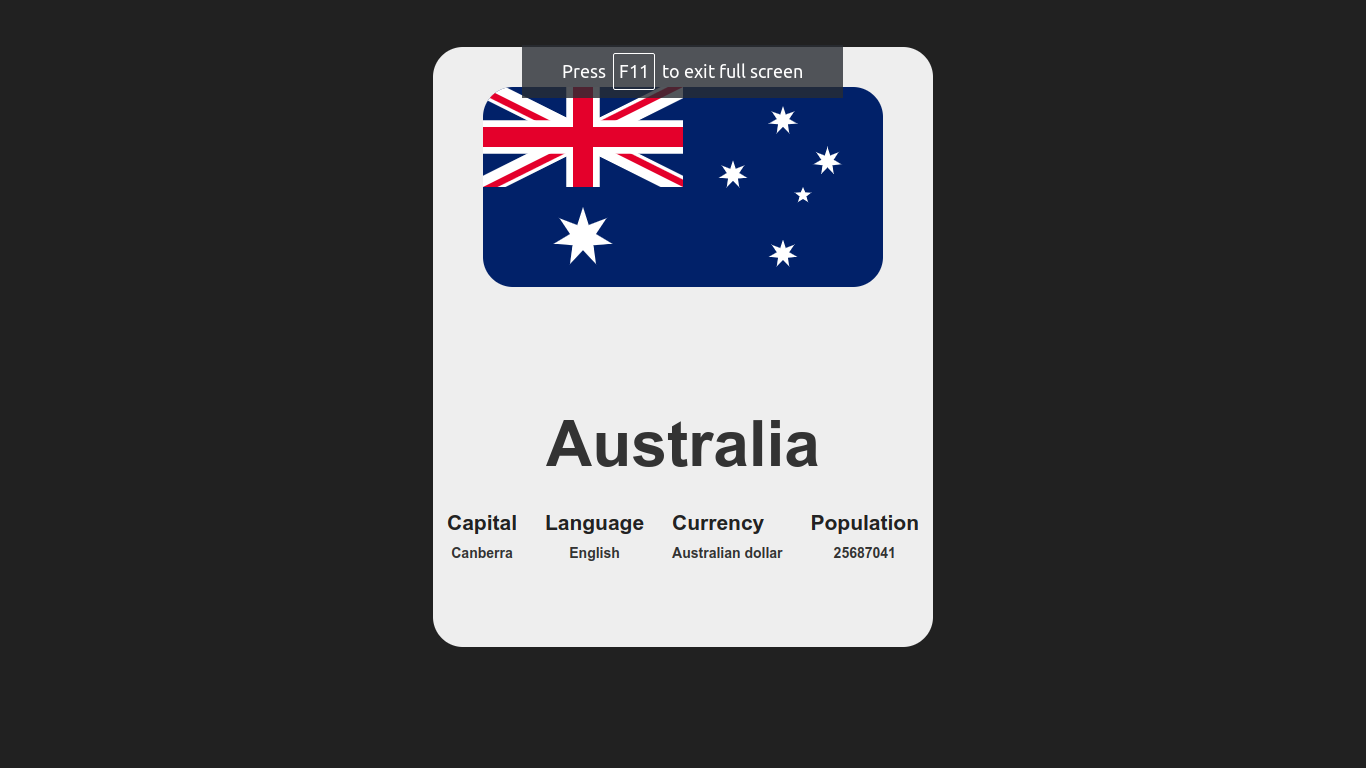 Press F11 to exit full screen
Australia
Capital Language Currency Population
Canberra English Australian dollar 25687041